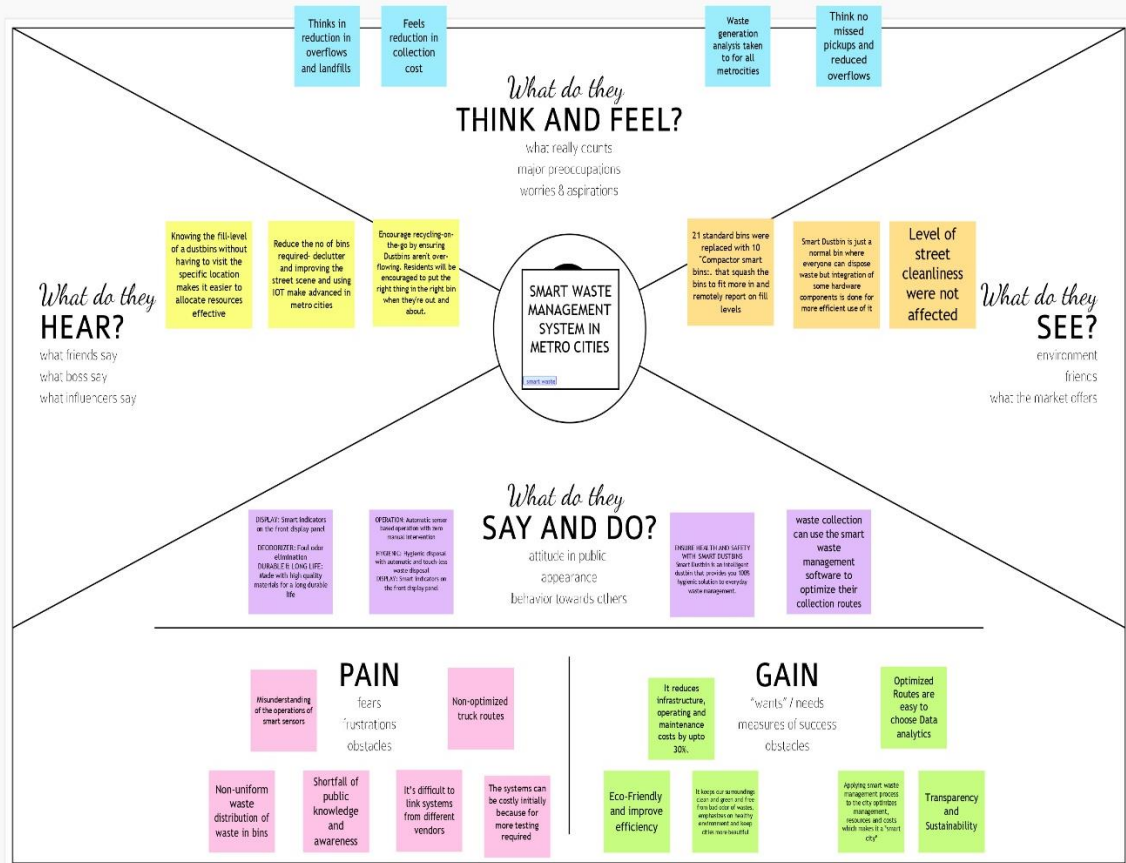 Thinks in
reduction in
overflows
and landfills
Feels
reduction in
collection
cost
Waste
generation
analysis taken
to for all
metrocities
Think no
missed
pickups and
reduced
overflows
What do they
THINK AND FEEL?
what really counts
major preoccupations
worries & aspirations
Knowing the fill-level
of a dustbins without
having to visit the
specific location
makes it easier to
allocate resources
effective
Reduce the no of bins
required- declutter
and improving the
street scene and using
IOT make advanced in
metro cities
Encourage recycling-on-
the-go by ensuring
Dustbins aren't over-
flowing. Residents will be
encouraged to put the
right thing in the right bin
when they're out and
about.
21 standard bins were
replaced with 10
"Compactor smart
bins:. that squash the
bins to fit more in and
remotely report on fill
levels
Smart Dustbin is just a
normal bin where
everyone can dispose
waste but integration of
some hardware
components is done for
more efficient use of it
Level of
street
cleanliness
were not
affected
What do they
HEAR?
what friends say
what boss say
what influencers say
SMART WASTE
MANAGEMENT
SYSTEM IN
METRO CITIES
smart waste
What do they
SEE?
environment
friends
what the market offers
What do they
SAY AND DO?
attitude in public
appearance
behavior towards others
DISPLAY: Smart Indicators
on the front display panel
DEODORIZER: Foul odor
elimination
DURABLE & LONG LIFE:
Made with high quality
materials for a long durable
life
OPERATION: Automatic sensor
based operation with zero
manual intervention
HYGIENIC: Hygienic disposal
with automatic and touch-less
waste disposal
DISPLAY: Smart Indicators on
the front display panel
ENSURE HEALTH AND SAFETY
WITH SMART DUSTBINS
Smart Dustbin is an intelligent
dustbin that provides you 100%
hygienic solution to everyday
waste management.
waste collection
can use the smart
waste
management
software to
optimize their
collection routes
PAIN
fears
frustrations
obstacles
Misunderstanding
of the operations of
smart sensors
Non-optimized
truck routes
Non-uniform
waste
distribution of
waste in bins
Shortfall of
public
knowledge
and
awareness
It's difficult to
link systems
from different
vendors
The systems can
be costly initially
because for
more testing
required
GAIN
"wants" / needs
measures of success
obstacles
It reduces
infrastructure,
operating and
maintenance
costs by upto
30%.
Optimized
Routes are
easy to
choose Data
analytics
Eco-Friendly
and improve
efficiency
It keeps our surroundings
clean and green and free
from bad odor of wastes,
emphasizes on healthy
environment and keep
cities more beautiful
Applying smart waste
management process
to the city optimizes
management,
resources and costs
which makes it a "smart
city"
Transparency
and
Sustainability